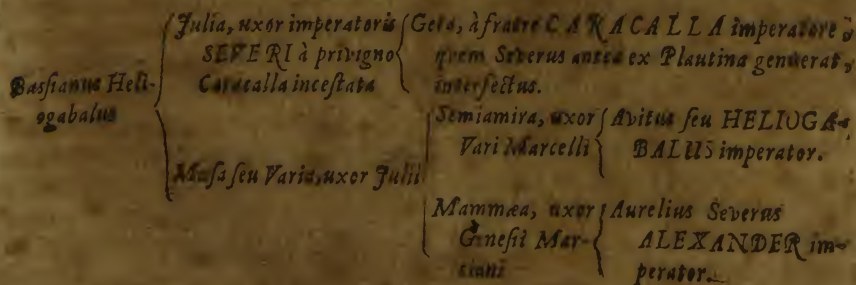 Bassianus Heli-
ogabalus
Julia, uxor imperatoris
SEVERI à privigno
Caracalla incestata
Geta, à fratre CARACALLA imperatore,
quem Severus antea ex Plautina genuerat,
interfectus.
Musa seu Varia, uxor Julii
Semiamira, uxor
Vari Marcelli
Avitus seu HELIOGA-
BALUS imperator.
Mammæa, uxor
Genesii Mar-
tiani
Aurelius Severus
ALEXANDER im-
perator.